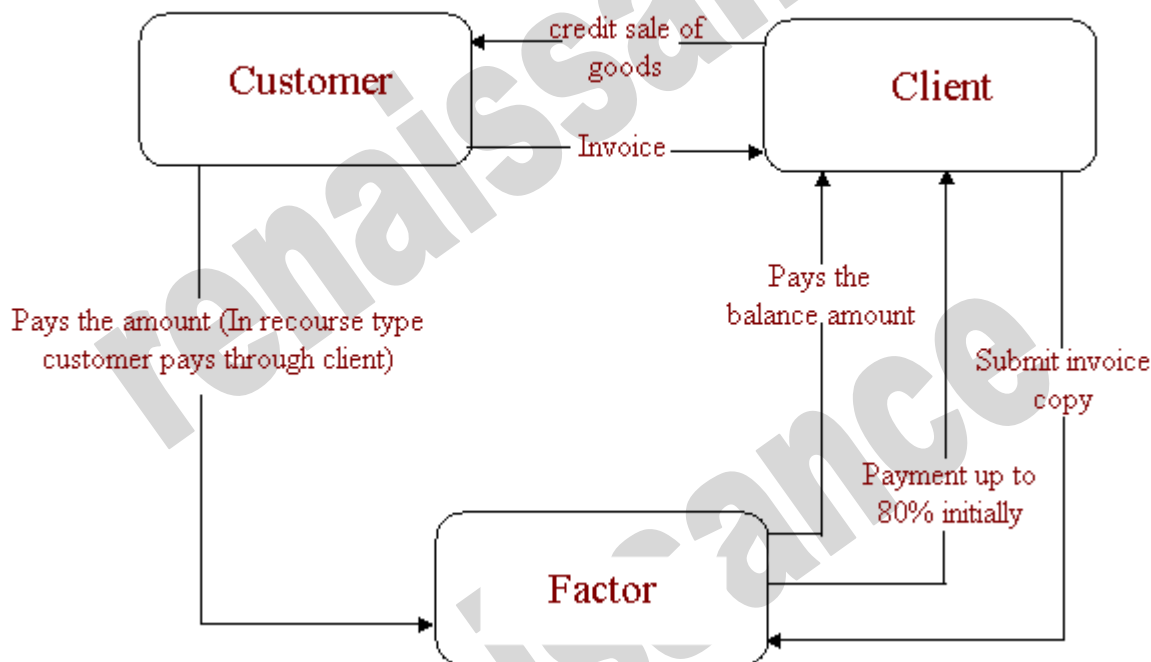 credit sale of
goods
Customer
Client
Invoice
Pays the
balance amount
Pays the amount (In recourse type
customer pays through client)
Submit invoice
copy
Payment up to
80% initially
Factor
renaissance